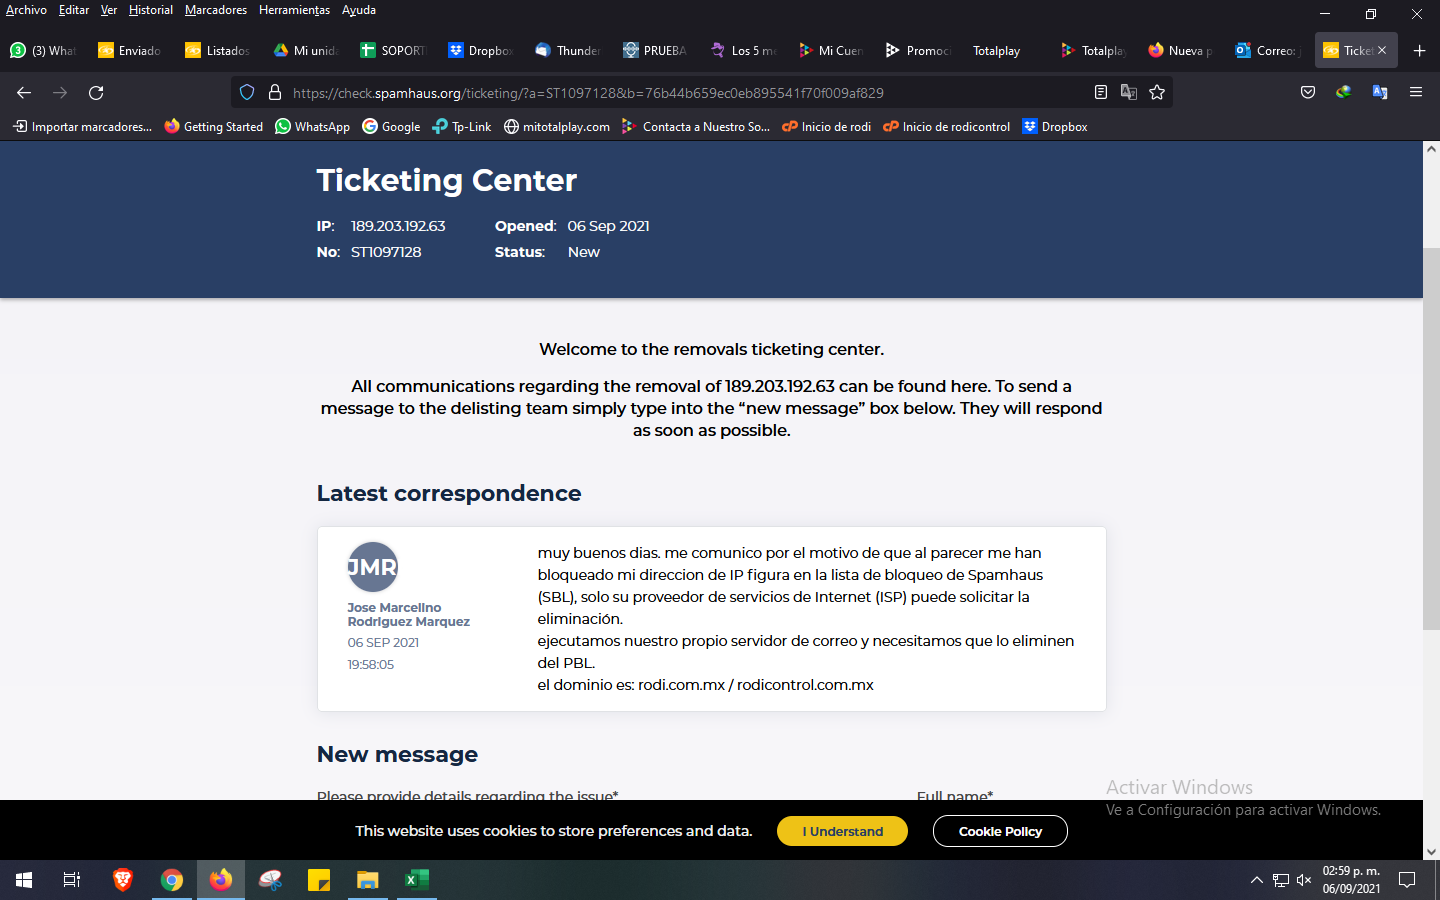 Archivo Editar Ver Historial Marcadores Herramientas Ayuda
(3) What Enviado Listados Mi unida SOPORT Dropbox Thunder PRUEBA Los 5 me Mi Cuen Promoci Totalplay Totalplay Nueva p Correo: j Ticket
https://check.spamhaus.org/ticketing/?a=ST1097128&b=76b44b659ec0eb895541f70f009af829
Importar marcadores... Getting Started WhatsApp Google Tp-Link mitotalplay.com Contacta a Nuestro So... Inicio de rodi Inicio de rodicontrol Dropbox
Ticketing Center
IP: 189.203.192.63 Opened: 06 Sep 2021
No: ST1097128 Status: New
Welcome to the removals ticketing center.
All communications regarding the removal of 189.203.192.63 can be found here. To send a
message to the delisting team simply type into the “new message” box below. They will respond
as soon as possible.
Latest correspondence
JMR
Jose Marcelino
Rodriguez Marquez
06 SEP 2021
19:58:05
muy buenos dias. me comunico por el motivo de que al parecer me han
bloqueado mi direccion de IP figura en la lista de bloqueo de Spamhaus
(SBL), solo su proveedor de servicios de Internet (ISP) puede solicitar la
eliminación.
ejecutamos nuestro propio servidor de correo y necesitamos que lo eliminen
del PBL.
el dominio es: rodi.com.mx / rodicontrol.com.mx
New message
Please provide details regarding the issue* Full name*
Activar Windows
Ve a Configuración para activar Windows.
This website uses cookies to store preferences and data. I Understand Cookie Policy
02:59 p. m.
06/09/2021